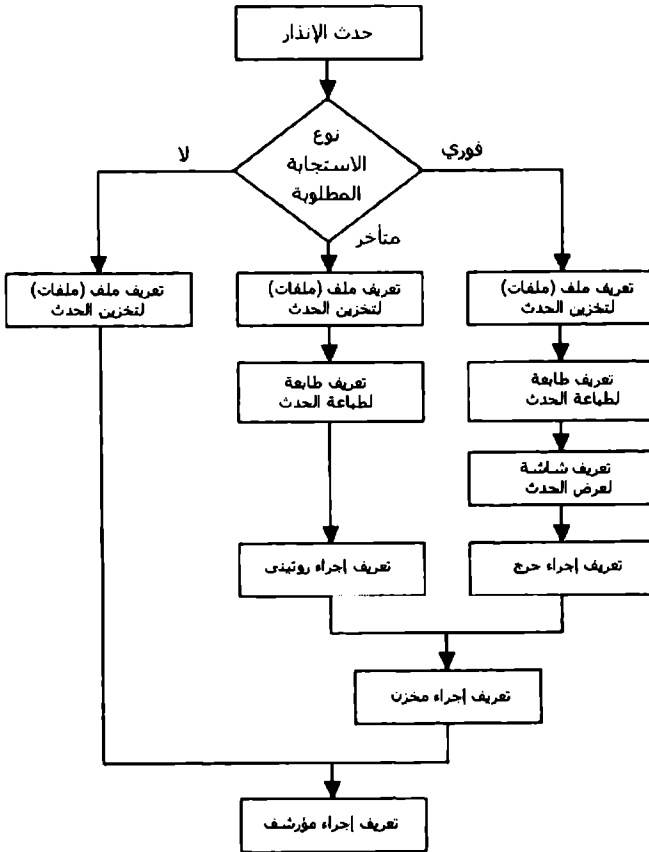 حدث الإنذار
نوع
الاستجابة
المطلوبة
فوري
لا
متأخر
تعريف ملف (ملفات)
لتخزين الحدث
تعريف ملف (ملفات)
لتخزين الحدث
تعريف ملف (ملفات)
لتخزين الحدث
تعريف طابعة
لطباعة الحدث
تعريف طابعة
لطباعة الحدث
تعريف شاشة
لعرض الحدث
تعريف إجراء حرج
تعريف إجراء روتينى
تعريف إجراء مخزن
تعريف إجراء مؤرشف